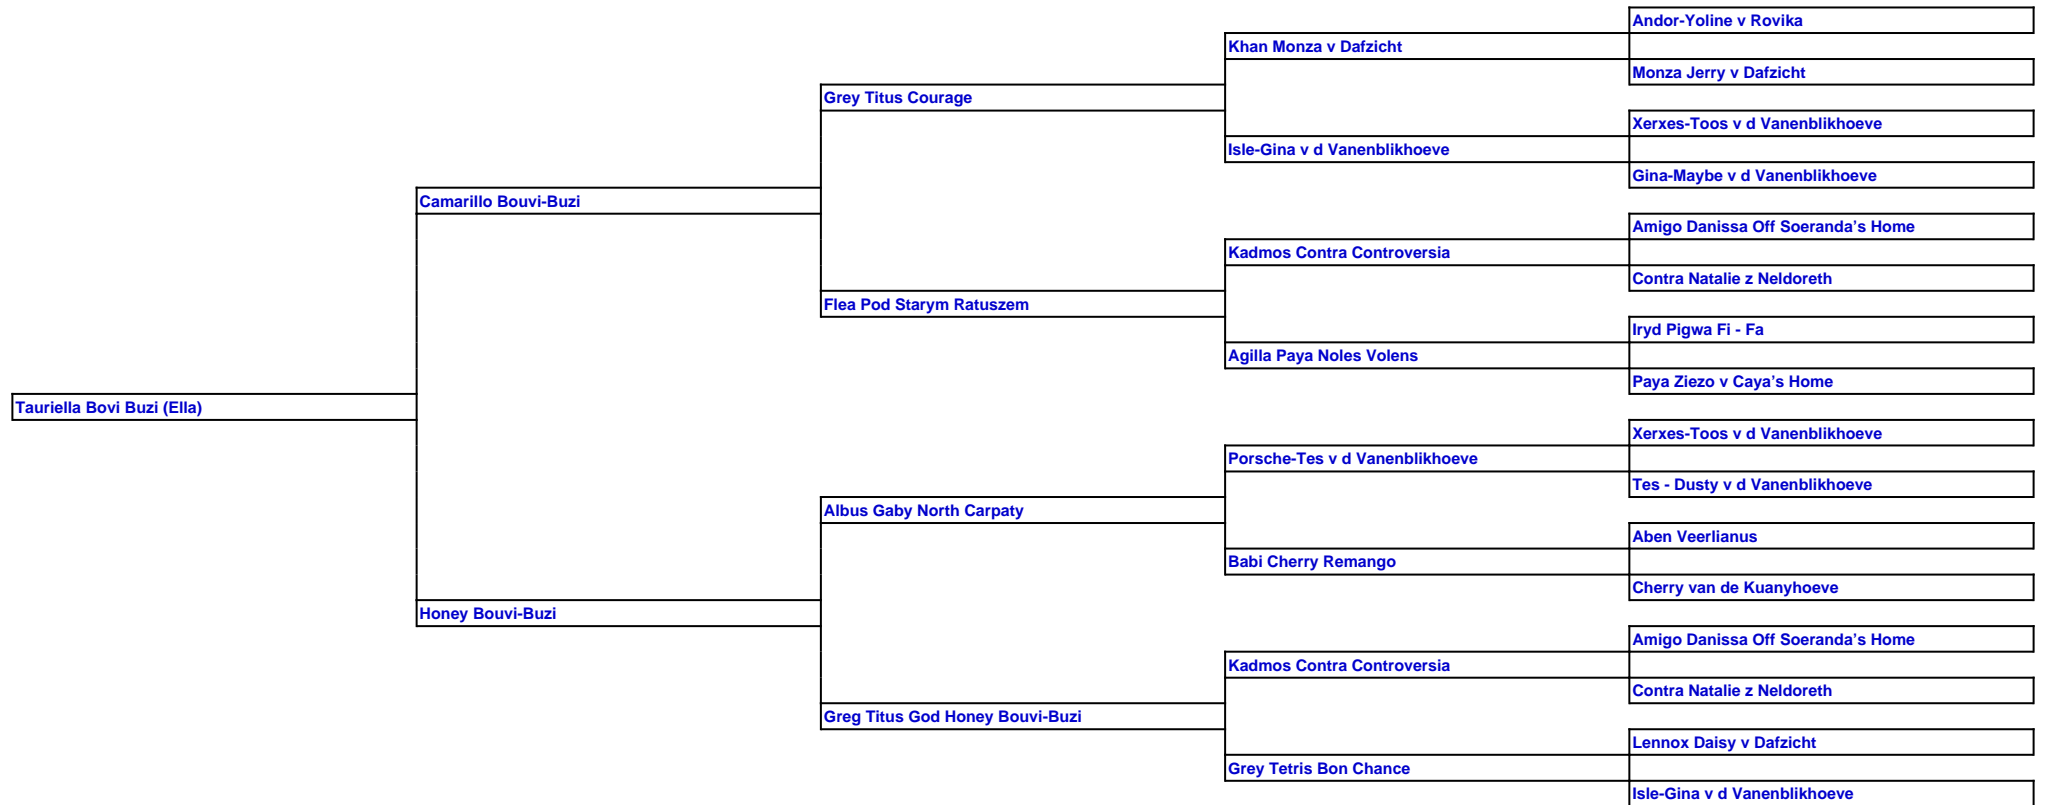 Andor-Yoline v Rovika
Khan Monza v Dafzicht
Monza Jerry v Dafzicht
Grey Titus Courage
Xerxes-Toos v d Vanenblikhoeve
Isle-Gina v d Vanenblikhoeve
Gina-Maybe v d Vanenblikhoeve
Camarillo Bouvi-Buzi
Amigo Danissa Off Soeranda’s Home
Kadmos Contra Controversia
Contra Natalie z Neldoreth
Flea Pod Starym Ratuszem
Iryd Pigwa Fi - Fa
Agilla Paya Noles Volens
Paya Ziezo v Caya’s Home
Tauriella Bovi Buzi (Ella)
Xerxes-Toos v d Vanenblikhoeve
Porsche-Tes v d Vanenblikhoeve
Tes - Dusty v d Vanenblikhoeve
Albus Gaby North Carpaty
Aben Veerlianus
Babi Cherry Remango
Cherry van de Kuanyhoeve
Honey Bouvi-Buzi
Amigo Danissa Off Soeranda’s Home
Kadmos Contra Controversia
Contra Natalie z Neldoreth
Greg Titus God Honey Bouvi-Buzi
Lennox Daisy v Dafzicht
Grey Tetris Bon Chance
Isle-Gina v d Vanenblikhoeve